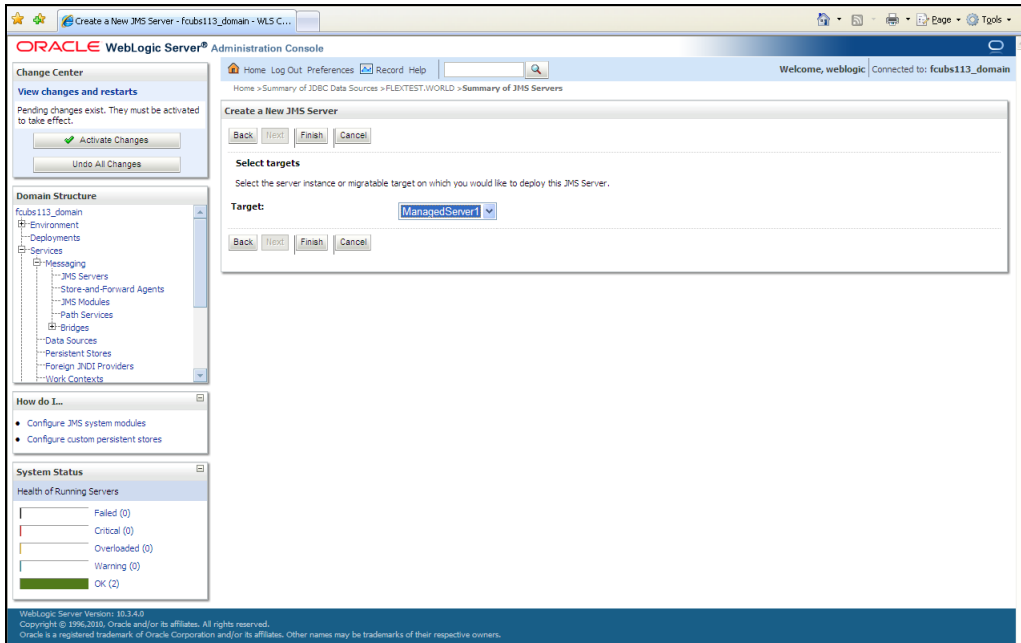 Create a New JMS Server - fcubs113_domain - WLS C...
Page
Tools
ORACLE WebLogic Server® Administration Console
Change Center
View changes and restarts
Pending changes exist. They must be activated
to take effect.
Activate Changes
Undo All Changes
Domain Structure
fcubs113_domain
Environment
Deployments
Services
Messaging
JMS Servers
Store-and-Forward Agents
JMS Modules
Path Services
Bridges
Data Sources
Persistent Stores
Foreign JNDI Providers
Work Contexts
How do I...
Configure JMS system modules
Configure custom persistent stores
System Status
Health of Running Servers
Failed (0)
Critical (0)
Overloaded (0)
Warning (0)
OK (2)
Home Log Out Preferences Record Help
Welcome, weblogic Connected to: fcubs113_domain
Home >Summary of JDBC Data Sources >FLEXTEST.WORLD >Summary of JMS Servers
Create a New JMS Server
Back Next Finish Cancel
Select targets
Select the server instance or migratable target on which you would like to deploy this JMS Server.
Target: ManagedServer1
Back Next Finish Cancel
WebLogic Server Version: 10.3.4.0
Copyright © 1996,2010, Oracle and/or its affiliates. All rights reserved.
Oracle is a registered trademark of Oracle Corporation and/or its affiliates. Other names may be trademarks of their respective owners.